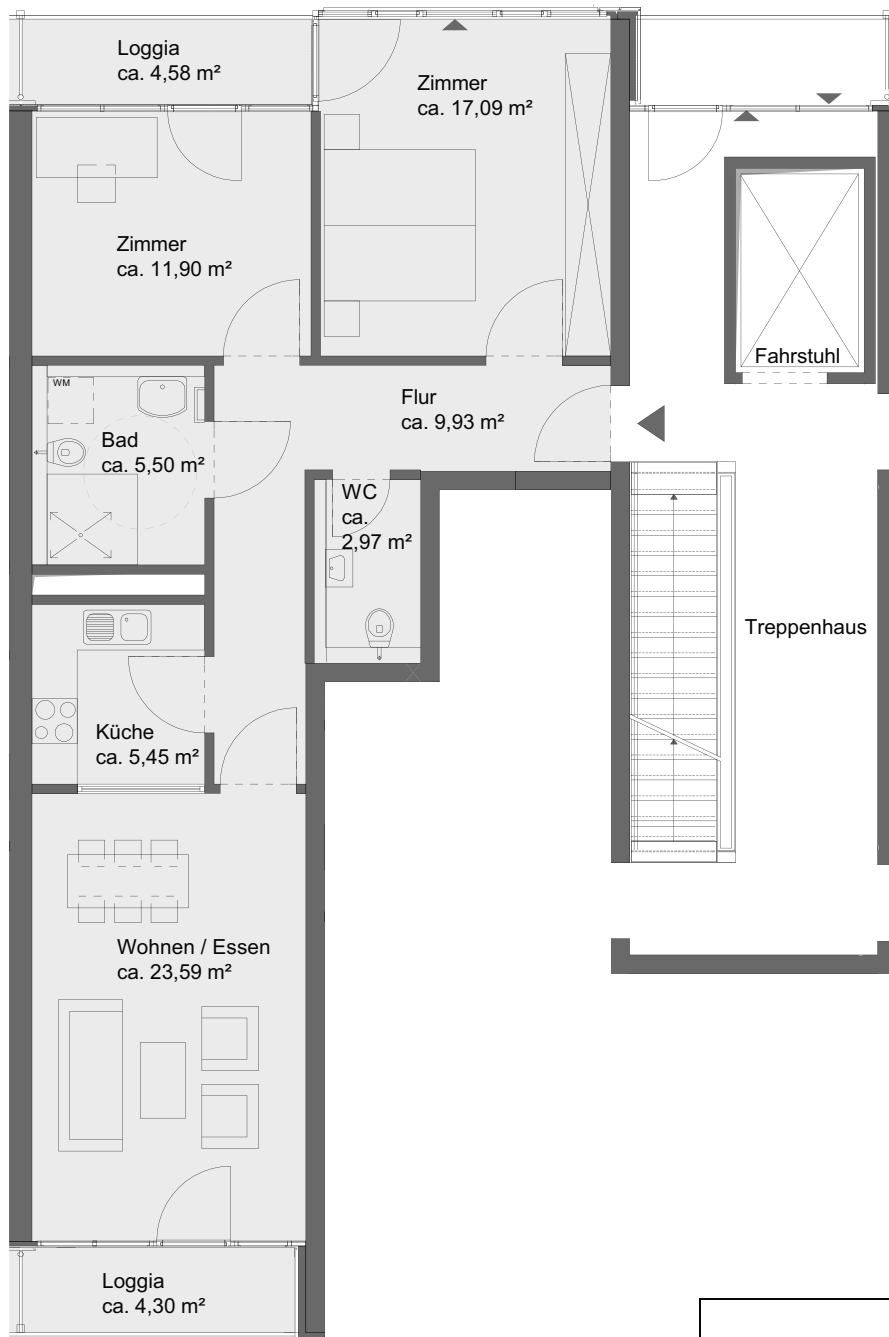 Loggia
ca. 4,58 m²
Zimmer
ca. 17,09 m²
Zimmer
ca. 11,90 m²
Fahrstuhl
WM
Flur
ca. 9,93 m²
Bad
ca. 5,50 m²
WC
ca.
2,97 m²
Treppenhaus
Küche
ca. 5,45 m²
Wohnen / Essen
ca. 23,59 m²
Loggia
ca. 4,30 m²